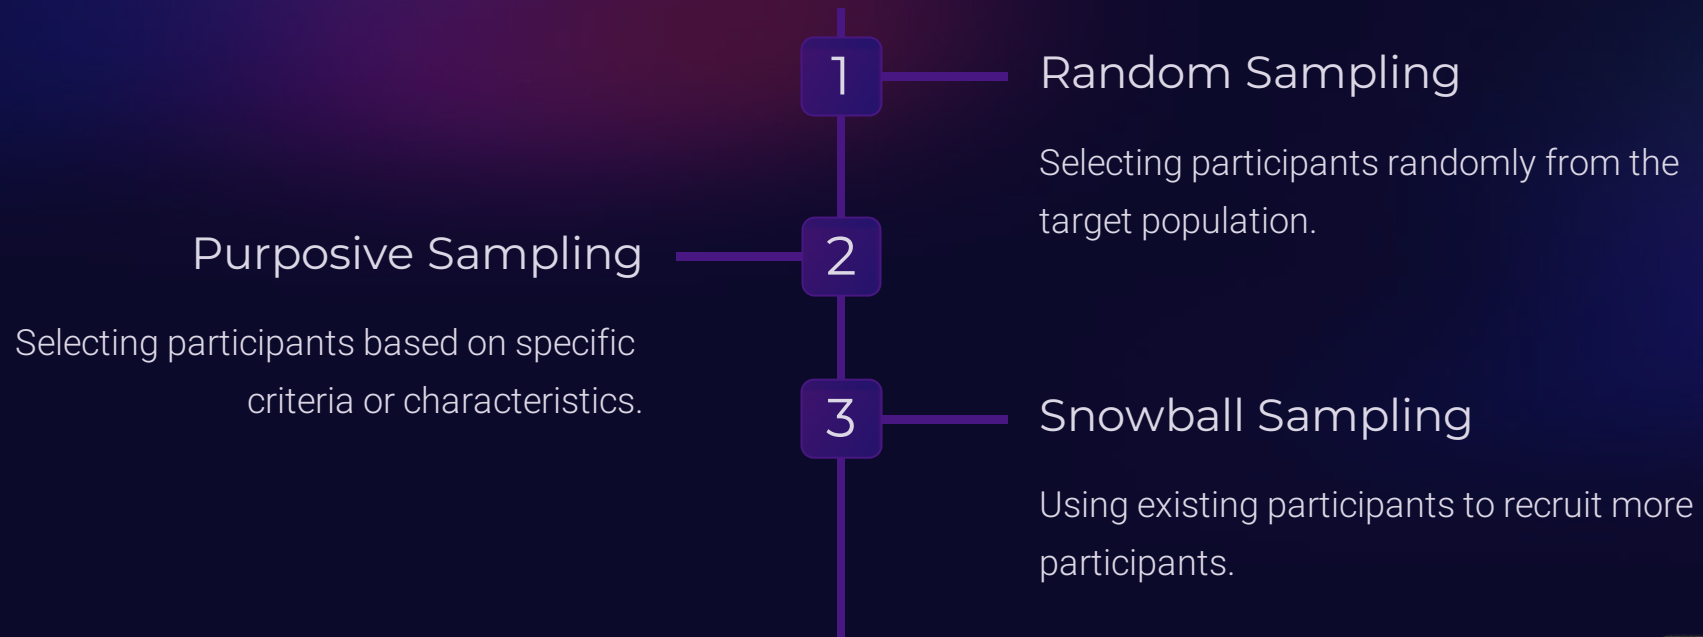 1
Random Sampling
Selecting participants randomly from the
target population.
2
Purposive Sampling
Selecting participants based on specific
criteria or characteristics.
3
Snowball Sampling
Using existing participants to recruit more
participants.